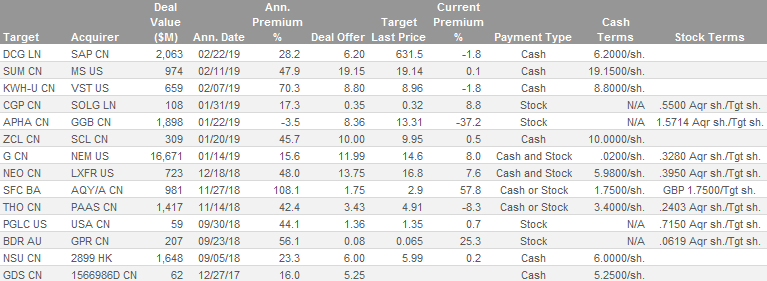 Deal Ann. Target Current
Value Premium Premium Cash
Target Acquirer ($M) Ann. Date % Deal Offer Last Price % Payment Type Terms Stock Terms
DCG LN SAP CN 2,063 02/22/19 28.2 6.20 631.5 -1.8 Cash 6.2000/sh.
SUM CN MS US 974 02/11/19 47.9 19.15 19.14 0.1 Cash 19.1500/sh.
KWH-U CN VST US 659 02/07/19 70.3 8.80 8.96 -1.8 Cash 8.8000/sh.
CGP CN SOLG LN 108 01/31/19 17.3 0.35 0.32 8.8 Stock N/A .5500 Aqr sh./Tgt sh.
APHA CN GGB CN 1,898 01/22/19 -3.5 8.36 13.31 -37.2 Stock N/A 1.5714 Aqr sh./Tgt sh.
ZCL CN SCL CN 309 01/20/19 45.7 10.00 9.95 0.5 Cash 10.0000/sh.
G CN NEM US 16,671 01/14/19 15.6 11.99 14.6 8.0 Cash and Stock .0200/sh. .3280 Aqr sh./Tgt sh.
NEO CN LXFR US 723 12/18/18 48.0 13.75 16.8 7.6 Cash and Stock 5.9800/sh. .3950 Aqr sh./Tgt sh.
SFC BA AQY/A CN 981 11/27/18 108.1 1.75 2.9 57.8 Cash or Stock 1.7500/sh. GBP 1.7500/Tgt sh.
THO CN PAAS CN 1,417 11/14/18 42.4 3.43 4.91 -8.3 Cash or Stock 3.4000/sh. .2403 Aqr sh./Tgt sh.
PGLC US USA CN 59 09/30/18 44.1 1.36 1.35 0.7 Stock N/A .7150 Aqr sh./Tgt sh.
BDR AU GPR CN 207 09/23/18 56.1 0.08 0.065 25.3 Stock N/A .0619 Aqr sh./Tgt sh.
NSU CN 2899 HK 1,648 09/05/18 23.3 6.00 5.99 0.2 Cash 6.0000/sh.
GDS CN 1566986D CN 62 12/27/17 16.0 5.25 Cash 5.2500/sh.